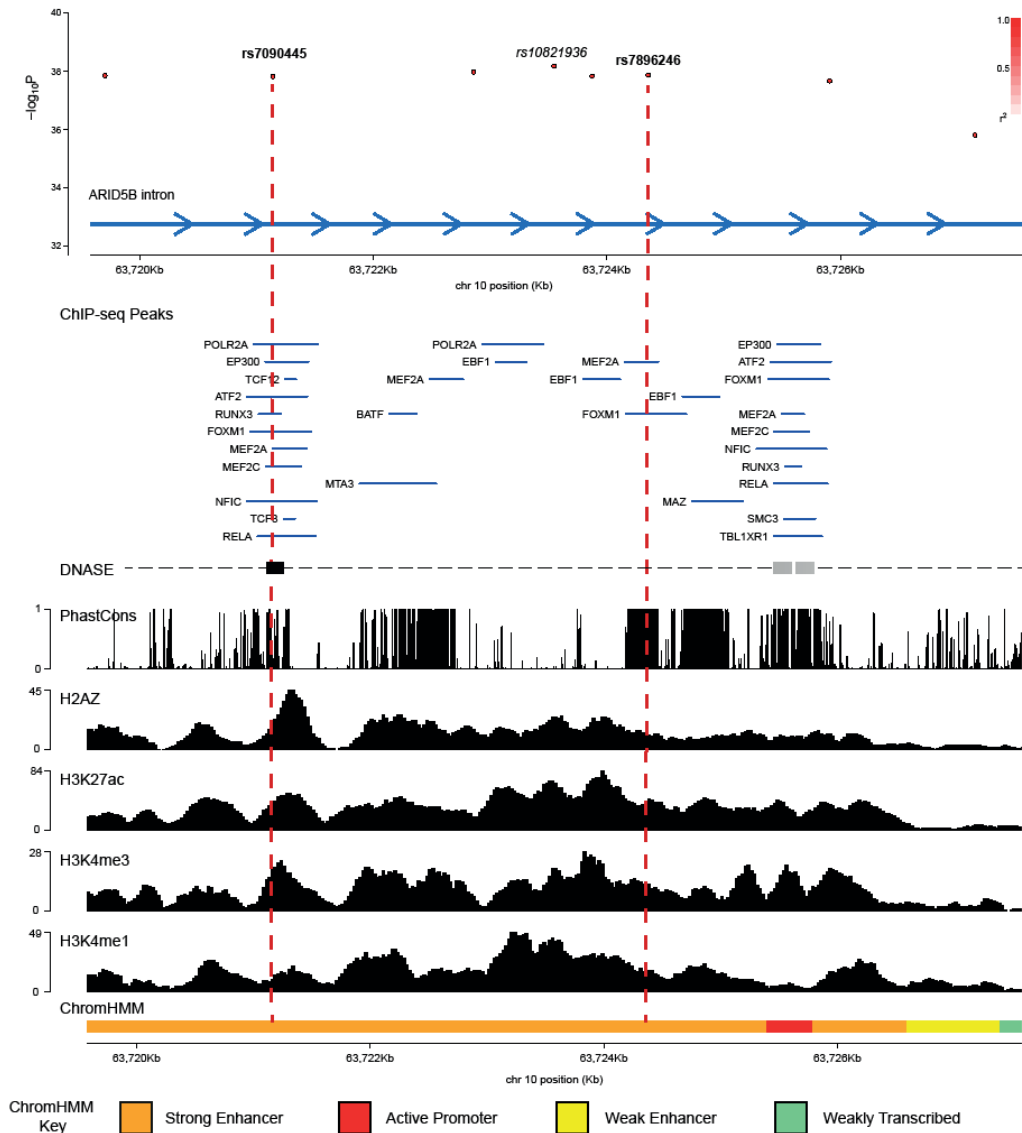 40
38
36
34
32
−log₁₀P
rs7090445
rs10821936
rs7896246
1.0
0.5
r²
ARID5B intron
63,720Kb
63,722Kb
63,724Kb
63,726Kb
chr 10 position (Kb)
ChIP-seq Peaks
POLR2A
POLR2A
EP300
EP300
EBF1
MEF2A
ATF2
TCF12
MEF2A
EBF1
FOXM1
ATF2
EBF1
RUNX3
BATF
FOXM1
MEF2A
FOXM1
MEF2C
MEF2A
NFIC
MEF2C
RUNX3
MTA3
RELA
NFIC
MAZ
TCF3
SMC3
RELA
TBL1XR1
DNASE
1
PhastCons
0
45
H2AZ
0
84
H3K27ac
0
28
H3K4me3
0
49
H3K4me1
0
ChromHMM
63,720Kb
63,722Kb
63,724Kb
63,726Kb
chr 10 position (Kb)
ChromHMM
Key
Strong Enhancer
Active Promoter
Weak Enhancer
Weakly Transcribed